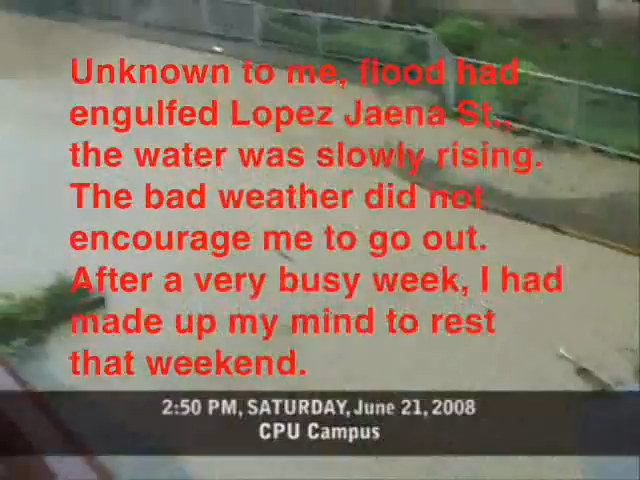 Unknown to me, flood had
engulfed Lopez Jaena St.,
the water was slowly rising.
The bad weather did not
encourage me to go out.
After a very busy week, I had
made up my mind to rest
that weekend.
2:50 PM, SATURDAY, June 21, 2008
CPU Campus